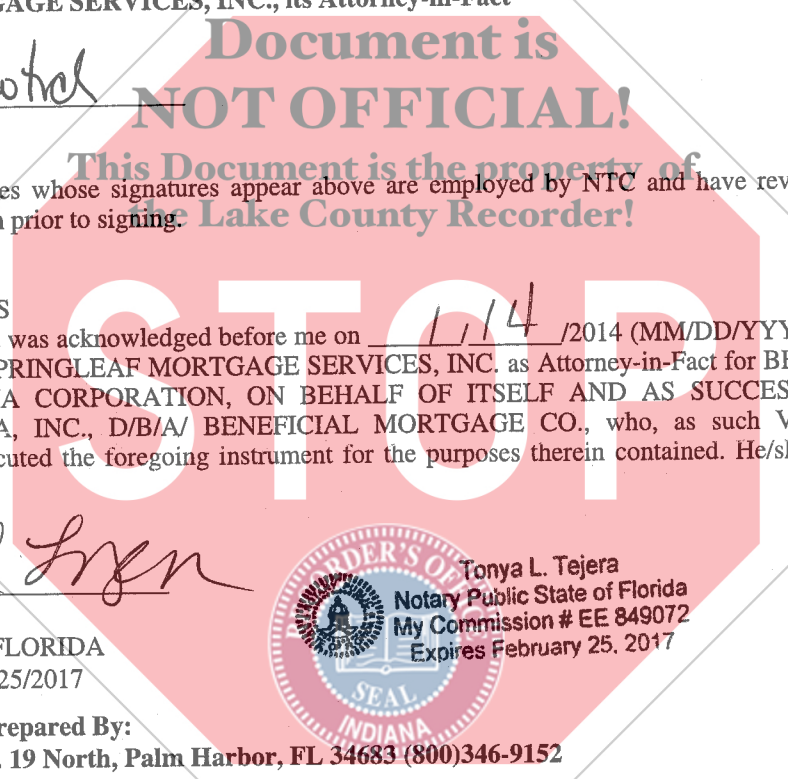 GAGE SERVICES, INC., its Attorney-in-Fact
Document is
NOT OFFICIAL!
This Document is the property of
the Lake County Recorder!
es whose signatures appear above are employed by NTC and have rev
n prior to signing.
STOP
S
was acknowledged before me on 1/14/2014 (MM/DD/YYY
PRINGLEAF MORTGAGE SERVICES, INC. as Attorney-in-Fact for BE
A CORPORATION, ON BEHALF OF ITSELF AND AS SUCCES
A, INC., D/B/A/ BENEFICIAL MORTGAGE CO., who, as such V
cuted the foregoing instrument for the purposes therein contained. He/sh
RDER'S OFFICE
SEAL
INDIANA
Tonya L. Tejera
Notary Public State of Florida
My Commission # EE 849072
Expires February 25, 2017
FLORIDA
25/2017
repared By:
. 19 North, Palm Harbor, FL 34683 (800)346-9152